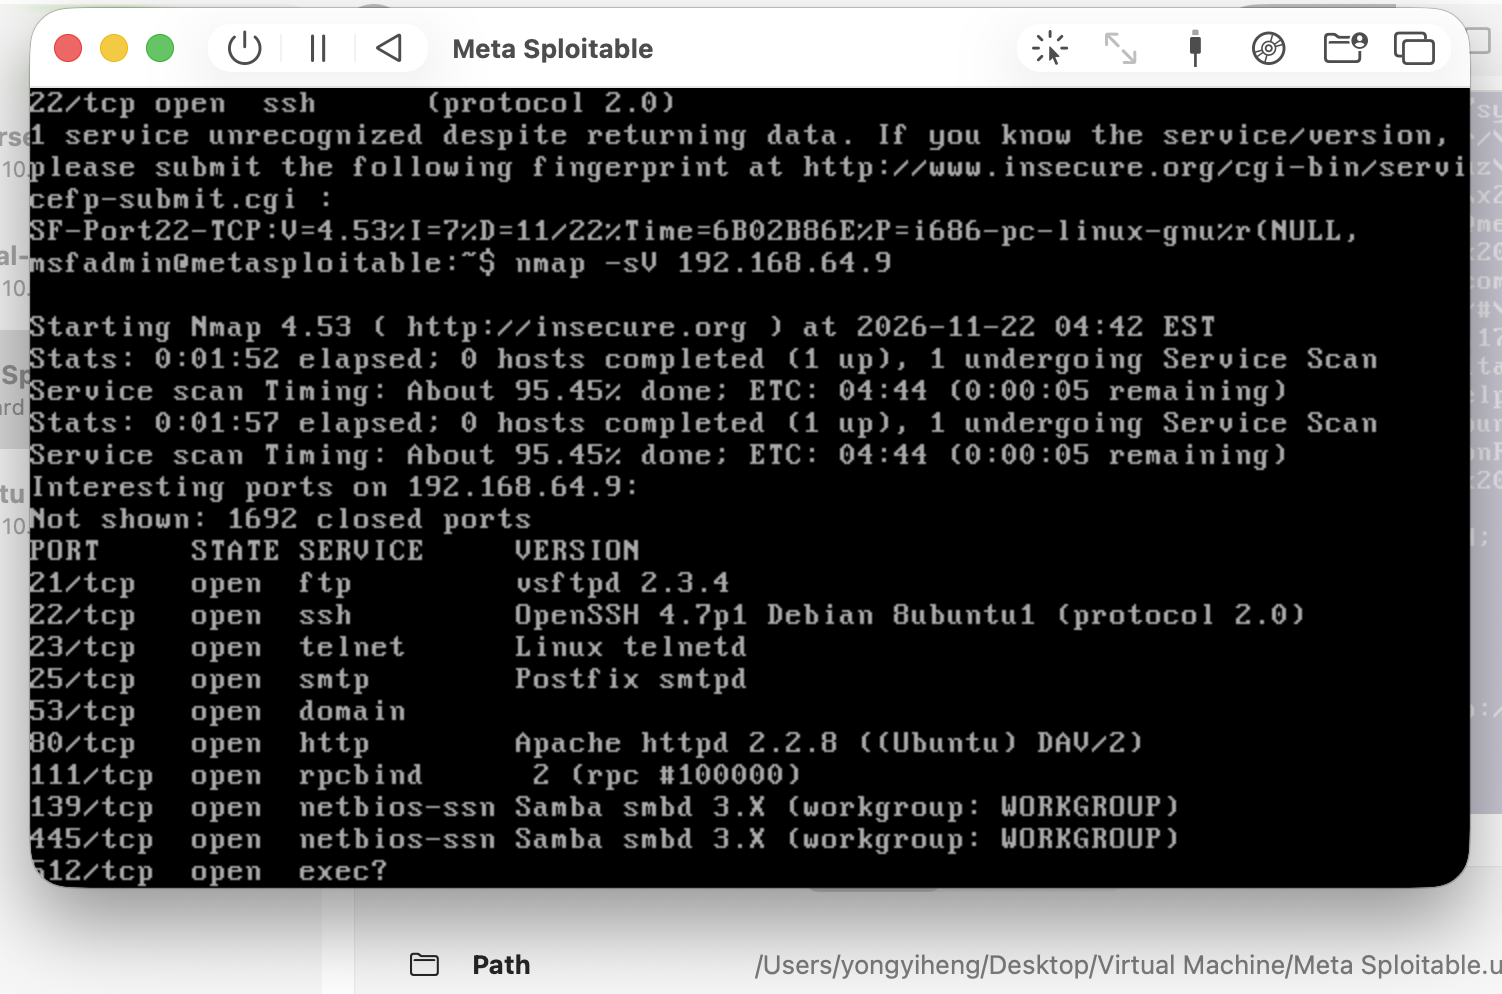 Meta Sploitable
22/tcp open  ssh      (protocol 2.0)
1 service unrecognized despite returning data. If you know the service/version,
please submit the following fingerprint at http://www.insecure.org/cgi-bin/servi
cefp-submit.cgi :
SF-Port22-TCP:V=4.53%I=7%D=11/22%Time=6B02B86E%P=i686-pc-linux-gnu%r(NULL,
msfadmin@metasploitable:~$ nmap -sV 192.168.64.9
Starting Nmap 4.53 ( http://insecure.org ) at 2026-11-22 04:42 EST
Stats: 0:01:52 elapsed; 0 hosts completed (1 up), 1 undergoing Service Scan
Service scan Timing: About 95.45% done; ETC: 04:44 (0:00:05 remaining)
Stats: 0:01:57 elapsed; 0 hosts completed (1 up), 1 undergoing Service Scan
Service scan Timing: About 95.45% done; ETC: 04:44 (0:00:05 remaining)
Interesting ports on 192.168.64.9:
Not shown: 1692 closed ports
PORT     STATE SERVICE     VERSION
21/tcp   open  ftp         vsftpd 2.3.4
22/tcp   open  ssh         OpenSSH 4.7p1 Debian 8ubuntu1 (protocol 2.0)
23/tcp   open  telnet      Linux telnetd
25/tcp   open  smtp        Postfix smtpd
53/tcp   open  domain
80/tcp   open  http        Apache httpd 2.2.8 ((Ubuntu) DAV/2)
111/tcp  open  rpcbind      2 (rpc #100000)
139/tcp  open  netbios-ssn Samba smbd 3.X (workgroup: WORKGROUP)
445/tcp  open  netbios-ssn Samba smbd 3.X (workgroup: WORKGROUP)
512/tcp  open  exec?
Path /Users/yongyiheng/Desktop/Virtual Machine/Meta Sploitable.u